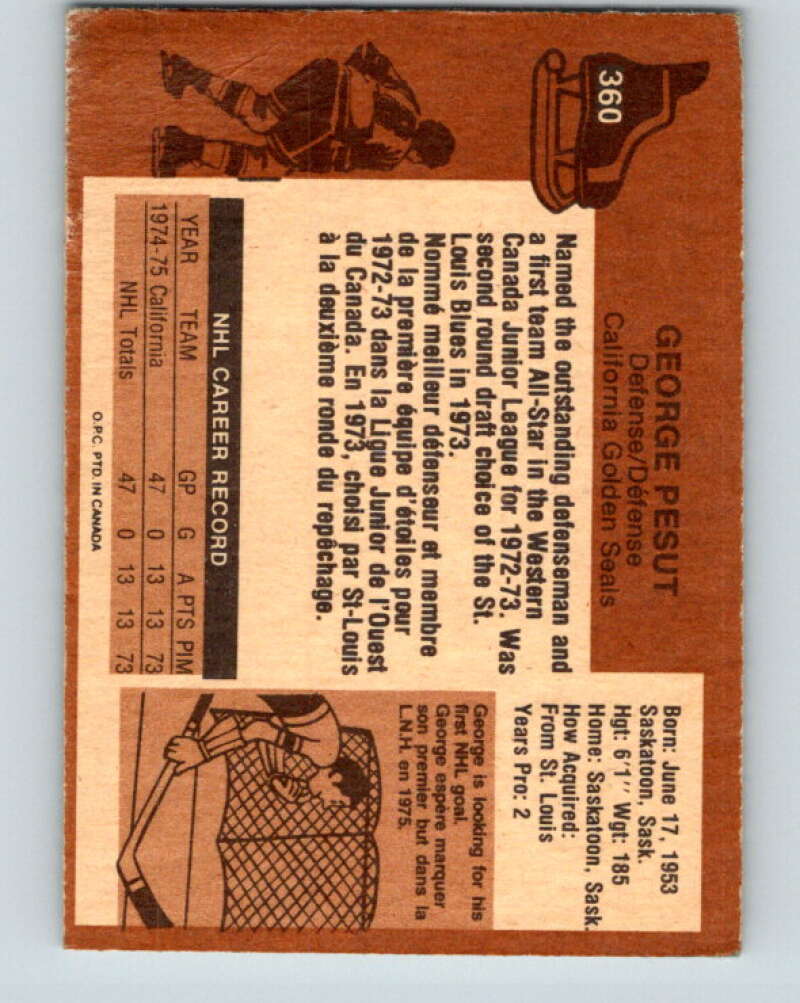 360
GEORGE PESUT
Defense/Défense
California Golden Seals
Born: June 17, 1953
Saskatoon, Sask.
Hgt: 6'1" Wgt: 185
Home: Saskatoon, Sask.
How Acquired:
From St. Louis
Years Pro: 2
Named the outstanding defenseman and
a first team All-Star in the Western
Canada Junior League for 1972-73. Was
second round draft choice of the St.
Louis Blues in 1973.
Nommé meilleur défenseur et membre
de la première équipe d'étoiles pour
1972-73 dans la Ligue Junior de l'Ouest
du Canada. En 1973, choisi par St-Louis
à la deuxième ronde du repêchage.
George is looking for his
first NHL goal.
George espère marquer
son premier but dans la
L.N.H. en 1975.
NHL CAREER RECORD
YEAR TEAM GP G A PTS PIM
1974-75 California 47 0 13 13 73
NHL Totals 47 0 13 13 73
O.P.C. PTD. IN CANADA